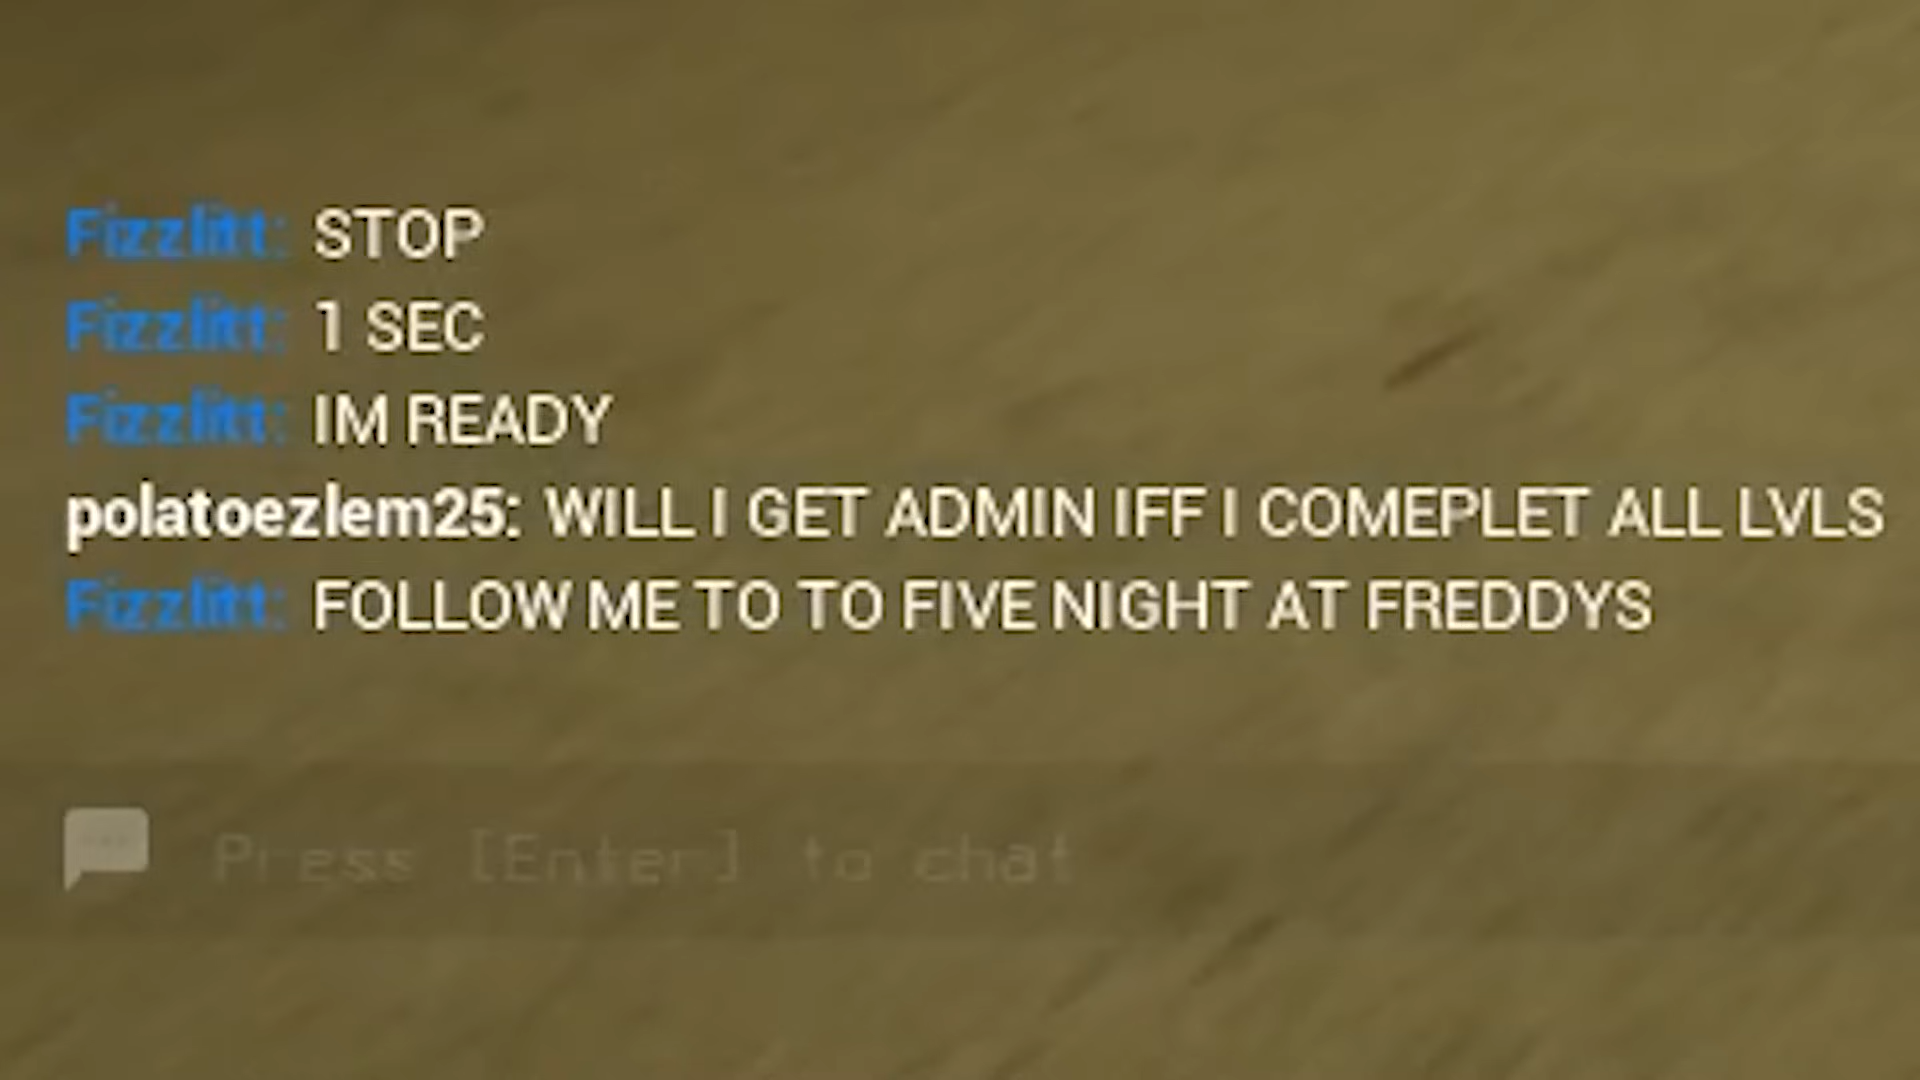 Fizzlitt: STOP
Fizzlitt: 1 SEC
Fizzlitt: IM READY
polatoezlem25: WILL I GET ADMIN IFF I COMEPLET ALL LVLS
Fizzlitt: FOLLOW ME TO TO FIVE NIGHT AT FREDDYS
Press [Enter] to chat